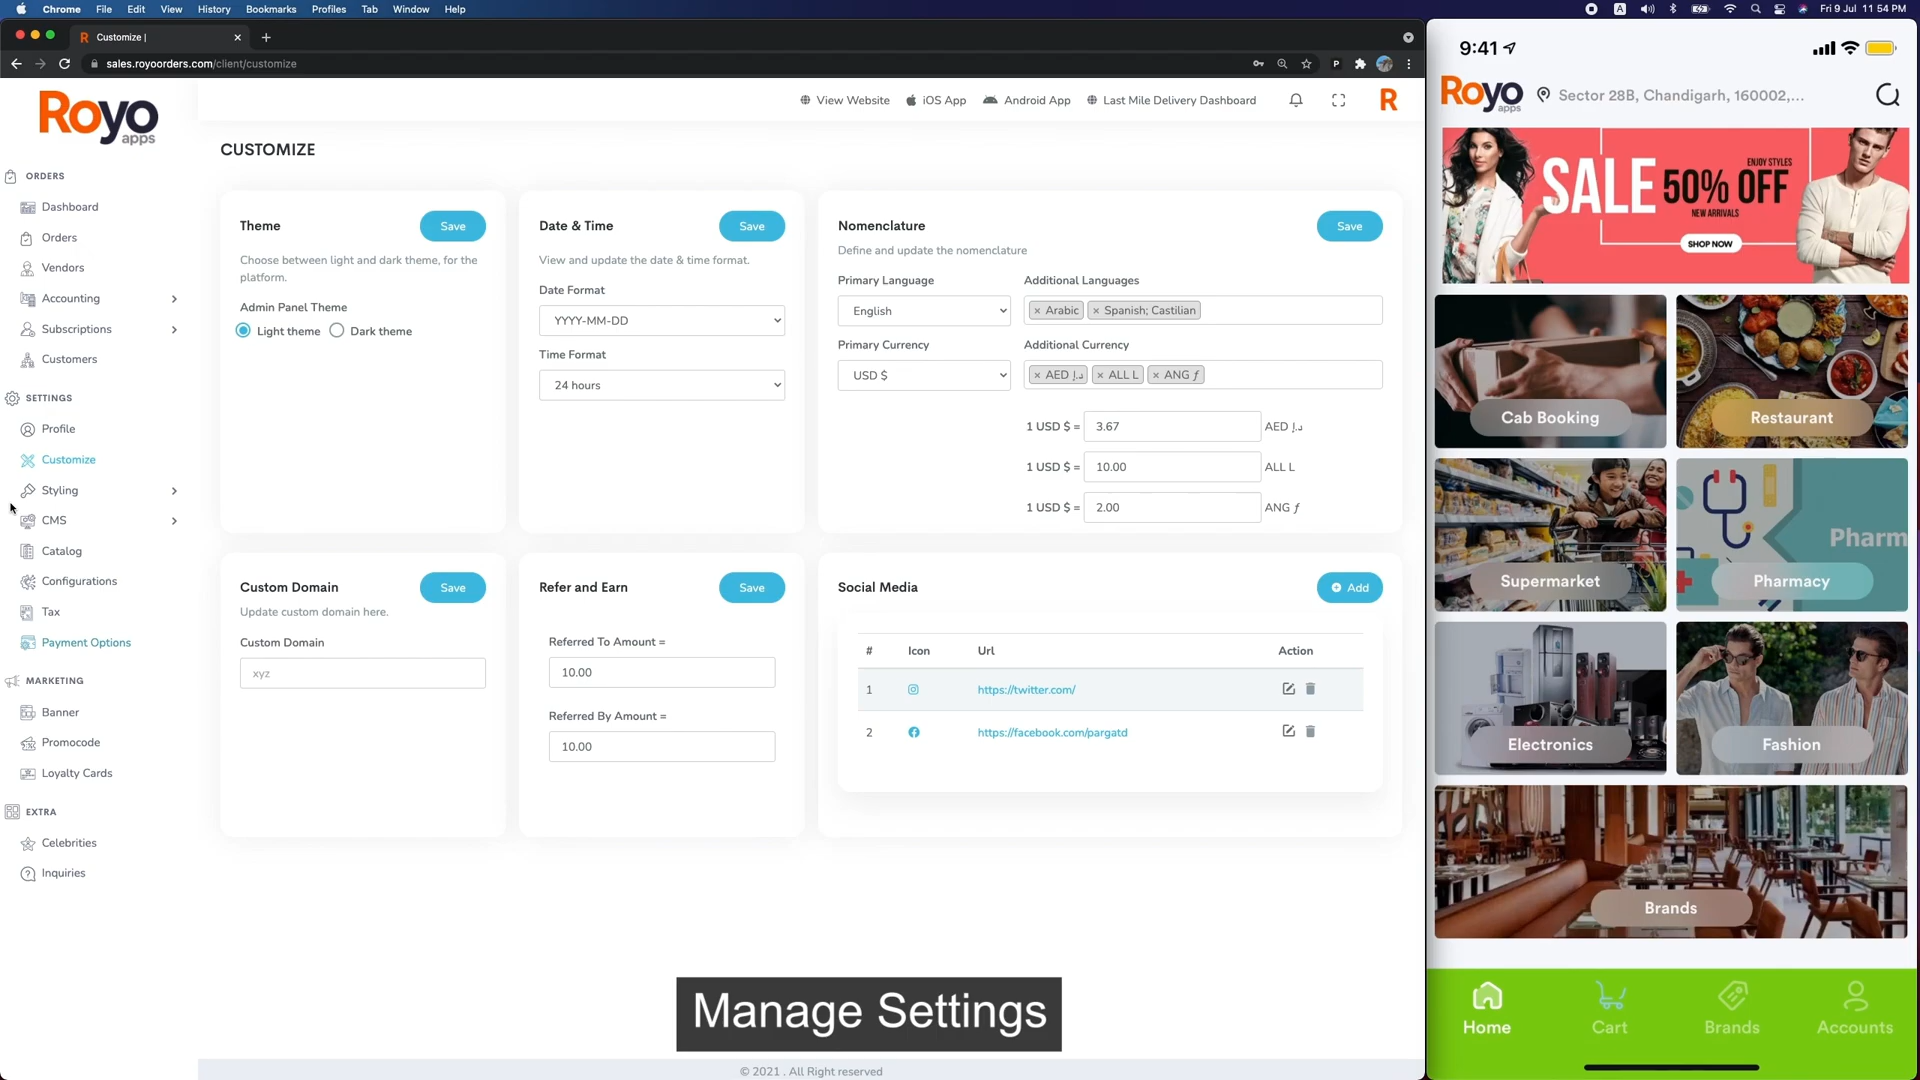 Chrome File Edit View History Bookmarks Profiles Tab Window Help
A
Fri 9 Jul 11 54 PM
R Customize |
sales.royoorders.com/client/customize
P
Royo
apps
View Website
iOS App
Android App
Last Mile Delivery Dashboard
R
ORDERS
Dashboard
Orders
Vendors
Accounting
Subscriptions
Customers
SETTINGS
Profile
Customize
Styling
CMS
Catalog
Configurations
Tax
Payment Options
MARKETING
Banner
Promocode
Loyalty Cards
EXTRA
Celebrities
Inquiries
CUSTOMIZE
Theme
Save
Choose between light and dark theme, for the
platform.
Admin Panel Theme
Light theme
Dark theme
Date & Time
Save
View and update the date & time format.
Date Format
YYYY-MM-DD
Time Format
24 hours
Nomenclature
Save
Define and update the nomenclature
Primary Language
English
Additional Languages
× Arabic × Spanish; Castilian
Primary Currency
USD $
Additional Currency
× AED د.إ × ALL L × ANG ƒ
1 USD $ = 3.67 AED د.إ
1 USD $ = 10.00 ALL L
1 USD $ = 2.00 ANG ƒ
Custom Domain
Save
Update custom domain here.
Custom Domain
xyz
Refer and Earn
Save
Referred To Amount =
10.00
Referred By Amount =
10.00
Social Media
Add
# Icon Url Action
1 https://twitter.com/
2 https://facebook.com/pargatd
Manage Settings
© 2021 . All Right reserved
9:41
Royo
apps
Sector 28B, Chandigarh, 160002,...
SALE 50% OFF
ENJOY STYLES
NEW ARRIVALS
SHOP NOW
Cab Booking
Restaurant
Supermarket
Pharm
Pharmacy
Electronics
Fashion
Brands
Home
Cart
Brands
Accounts